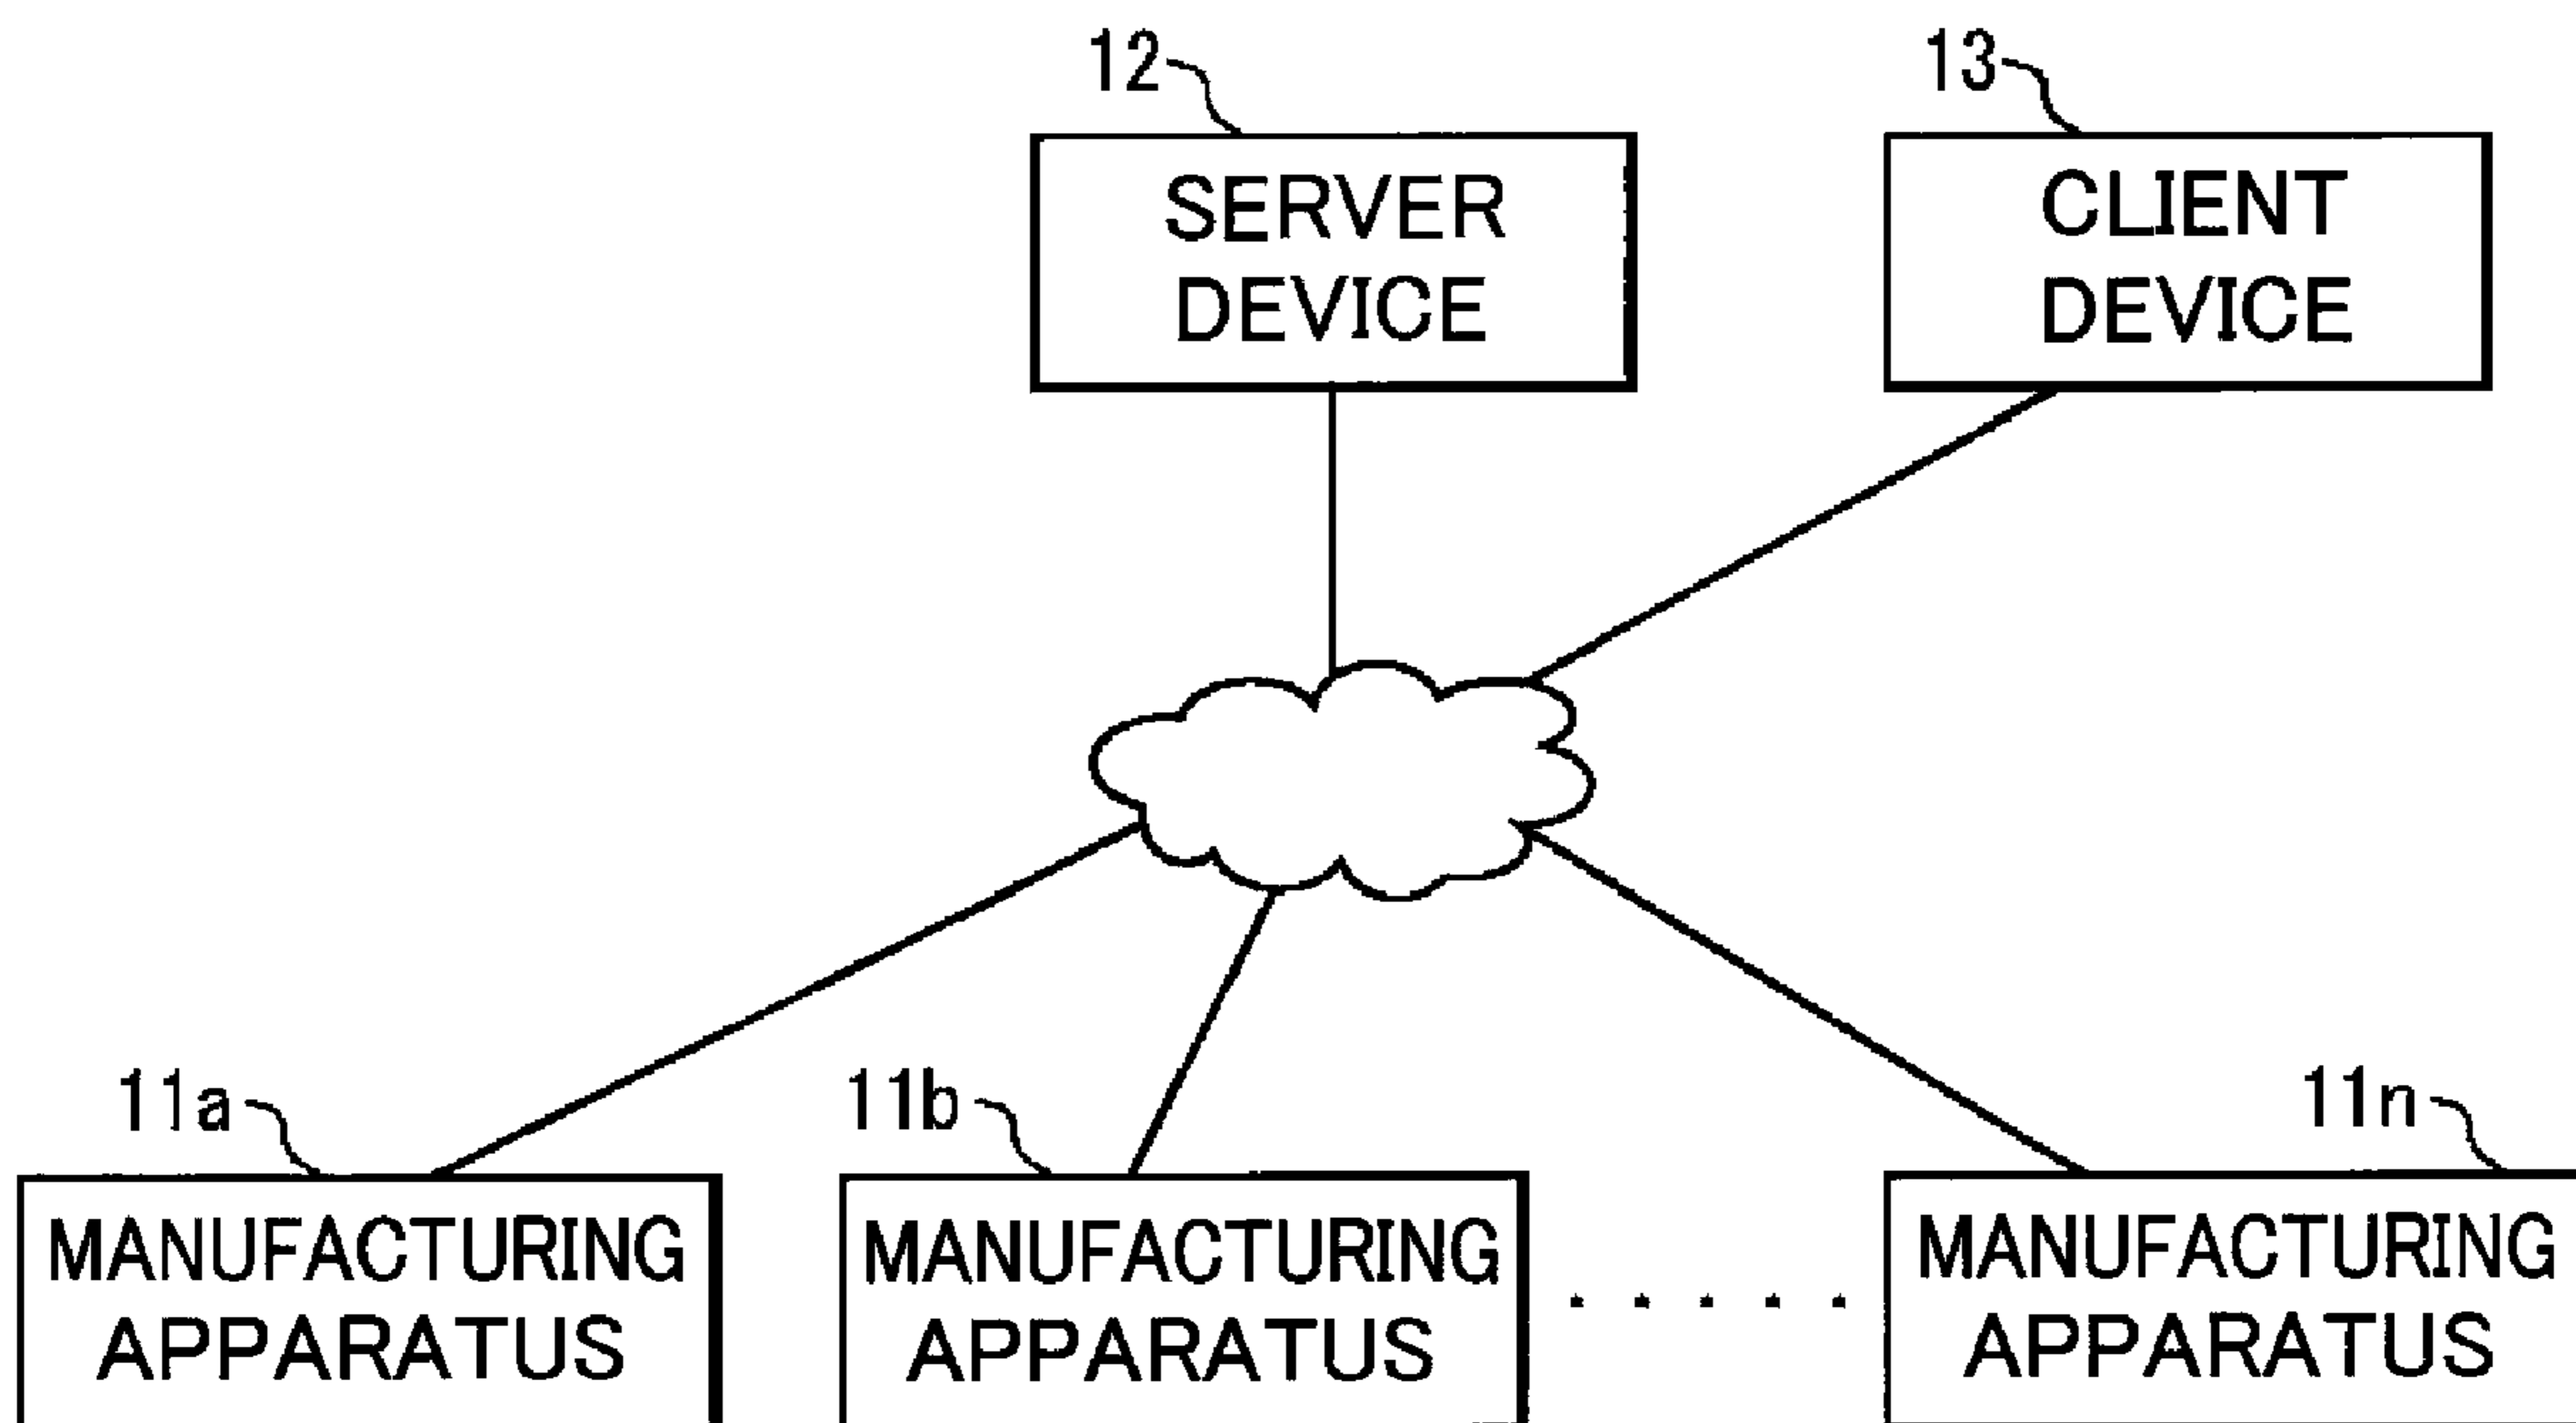 12
13
SERVER
DEVICE
CLIENT
DEVICE
11a
11b
11n
MANUFACTURING
APPARATUS
MANUFACTURING
APPARATUS
MANUFACTURING
APPARATUS